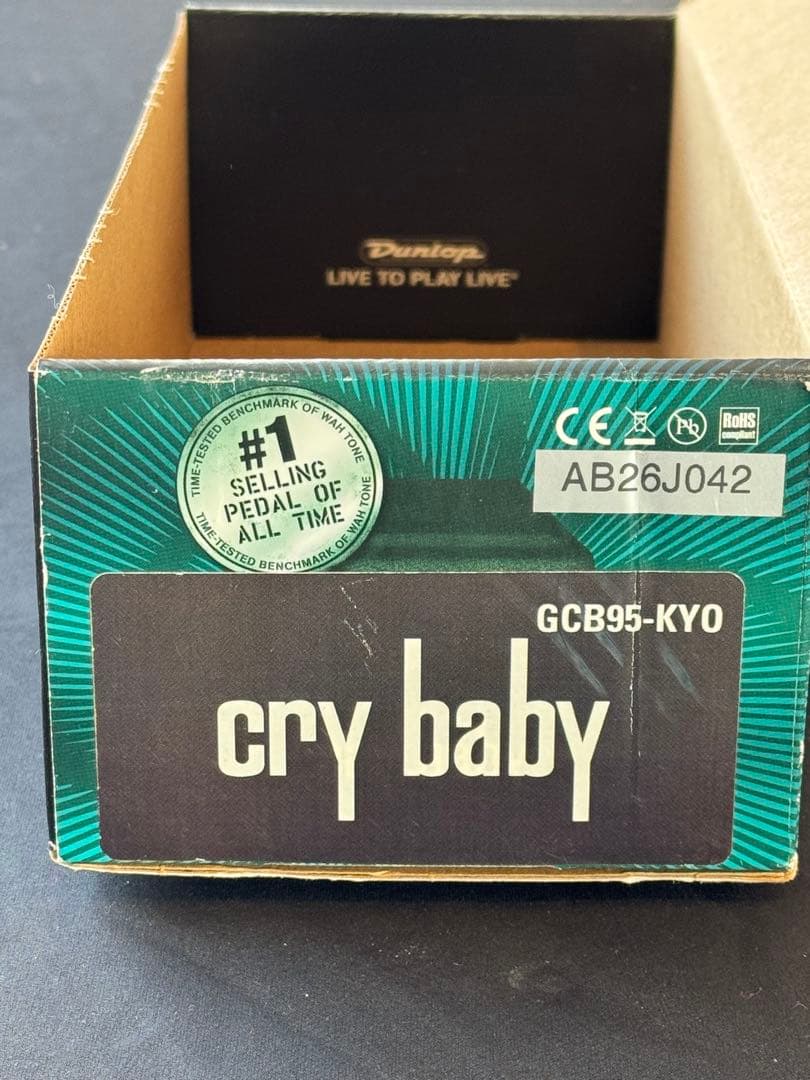 Dunlop
LIVE TO PLAY LIVE™
TIME-TESTED BENCHMARK OF WAH TONE
#1
SELLING
PEDAL OF
ALL TIME
TIME-TESTED BENCHMARK OF WAH TONE
CE
Pb
RoHS
compliant
AB26J042
GCB95-KYO
cry baby